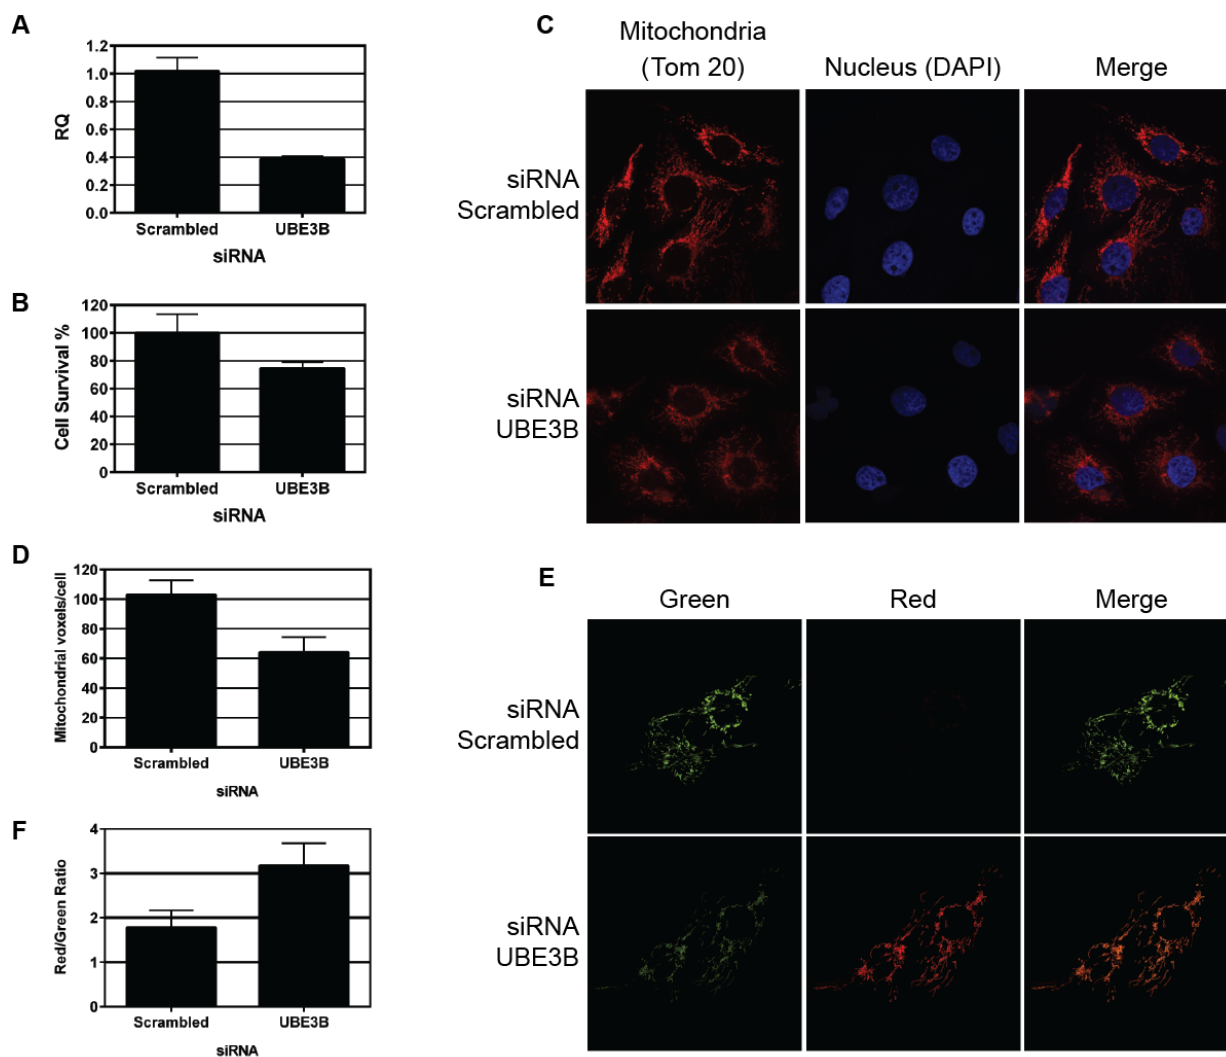 A
1.2
1.0
0.8
0.6
0.4
0.2
0.0
RQ
Scrambled UBE3B
siRNA
B
120
100
80
60
40
20
0
Cell Survival %
Scrambled UBE3B
siRNA
C
Mitochondria
(Tom 20) Nucleus (DAPI) Merge
siRNA
Scrambled
siRNA
UBE3B
D
120
100
80
60
40
20
0
Mitochondrial voxels/cell
Scrambled UBE3B
siRNA
E
Green Red Merge
siRNA
Scrambled
siRNA
UBE3B
F
4
3
2
1
0
Red/Green Ratio
Scrambled UBE3B
siRNA